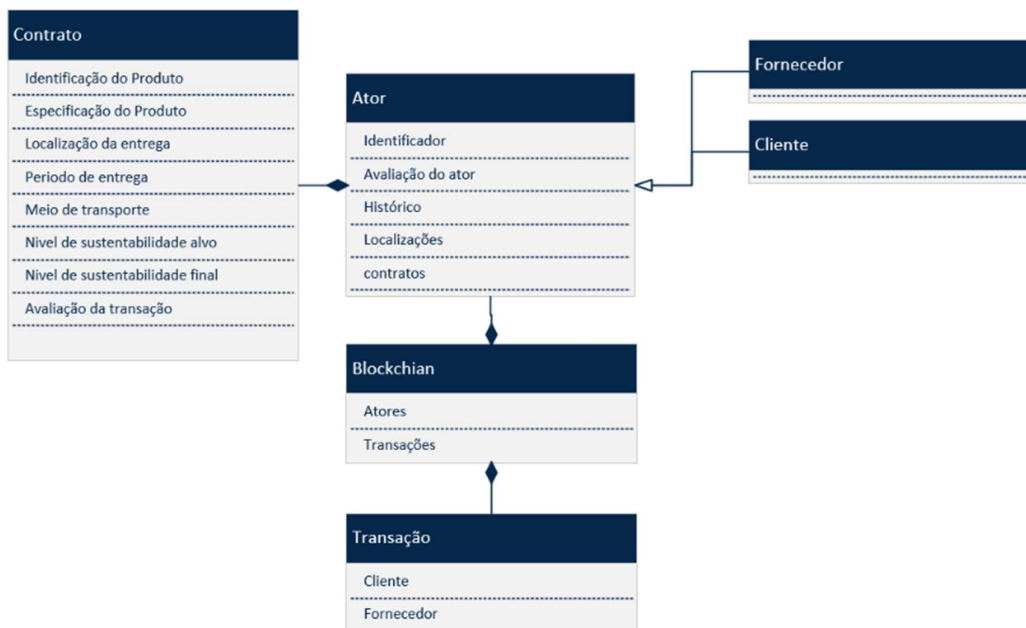 Contrato
Identificação do Produto
Especificação do Produto
Localização da entrega
Periodo de entrega
Meio de transporte
Nivel de sustentabilidade alvo
Nivel de sustentabilidade final
Avaliação da transação
Ator
Identificador
Avaliação do ator
Histórico
Localizações
contratos
Fornecedor
Cliente
Blockchian
Atores
Transações
Transação
Cliente
Fornecedor